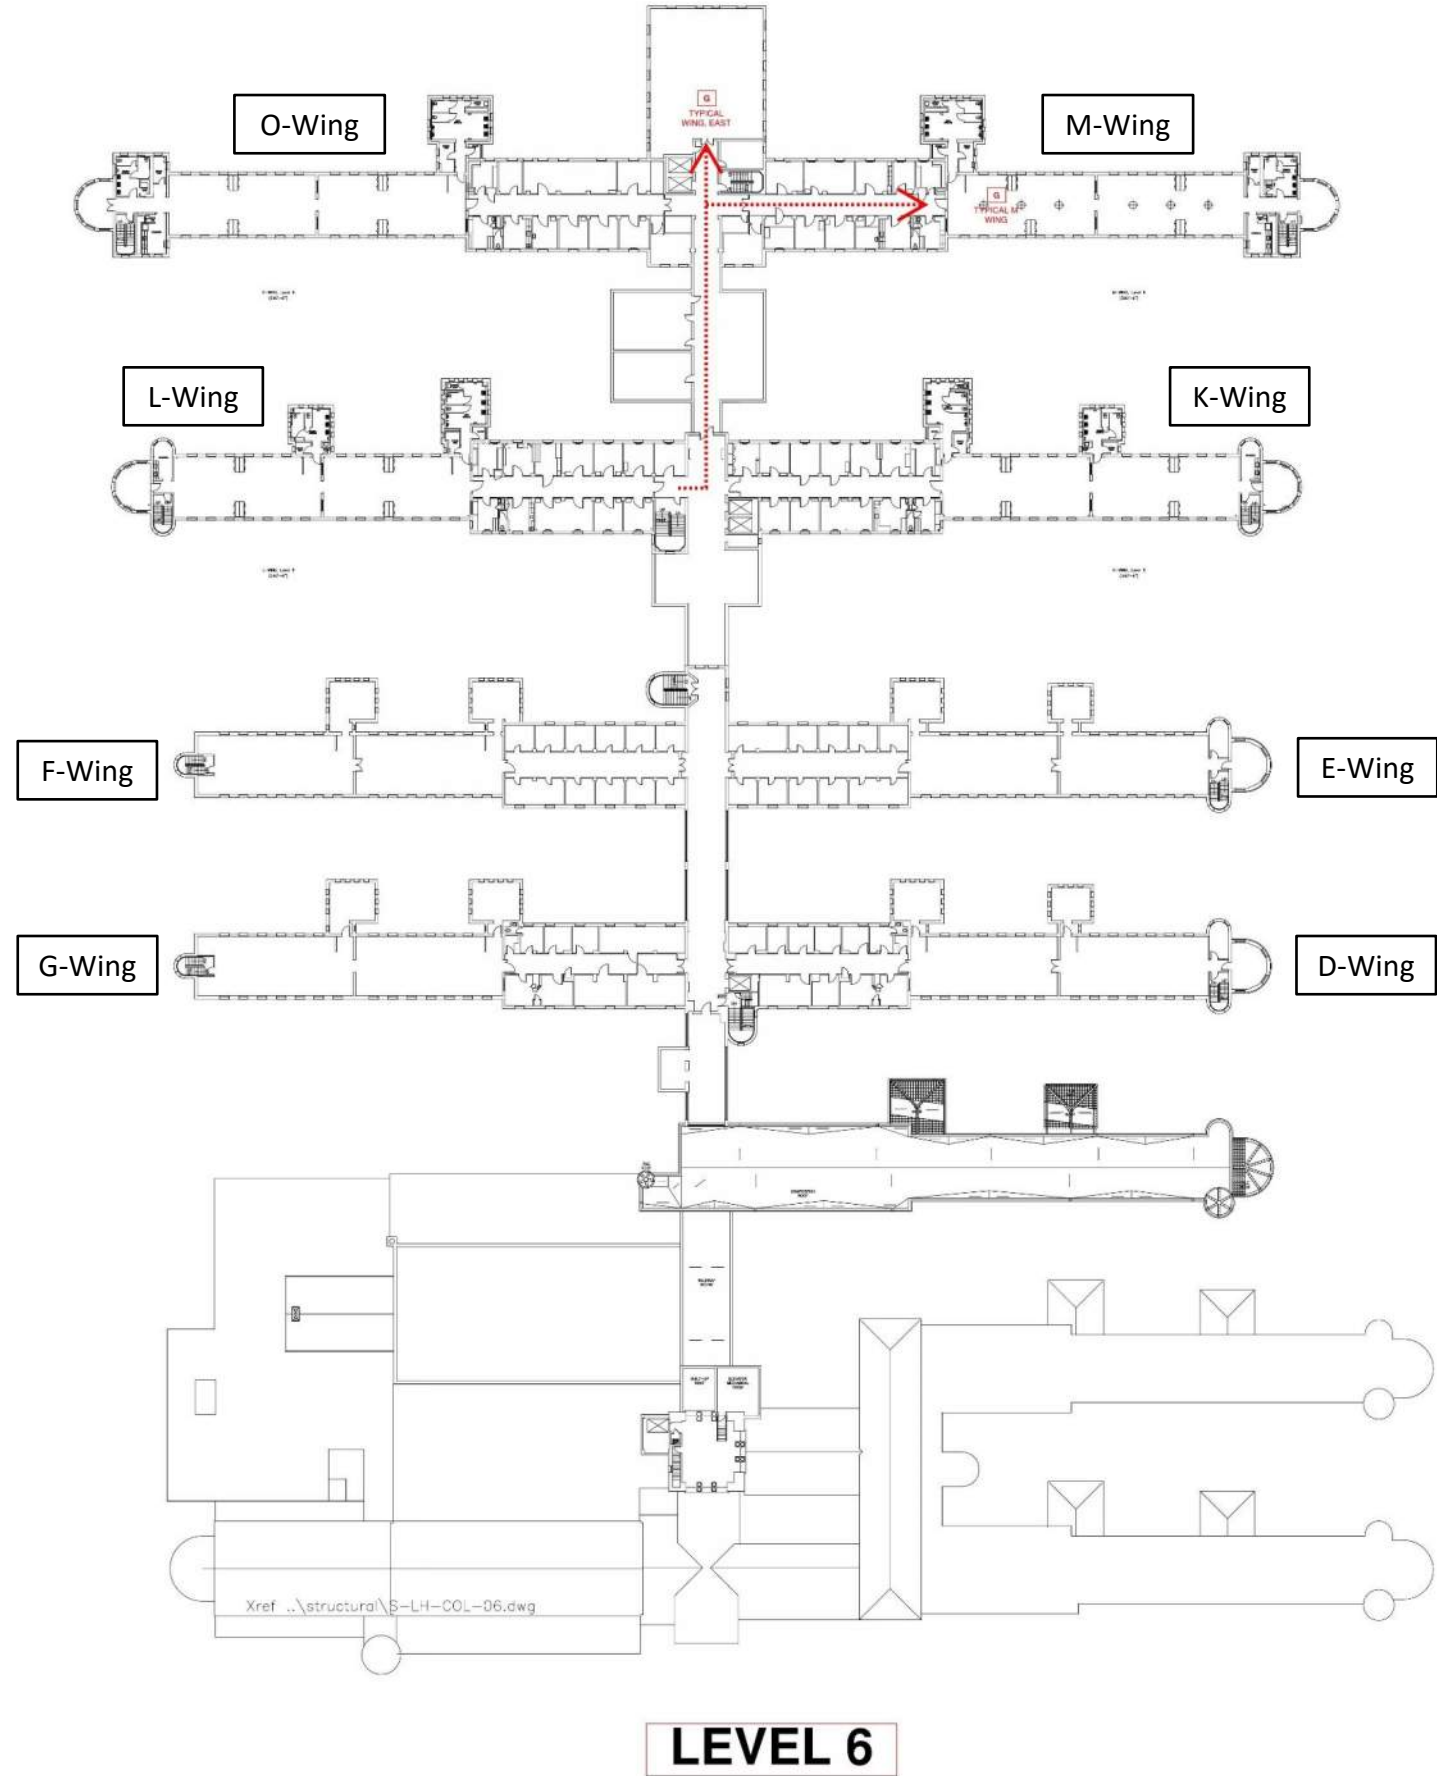 G
TYPICAL
WING, EAST
O-Wing
M-Wing
G
TYPICAL M
WING
L-Wing
K-Wing
F-Wing
E-Wing
G-Wing
D-Wing
Xref ..\structural\S-LH-COL-06.dwg
LEVEL 6